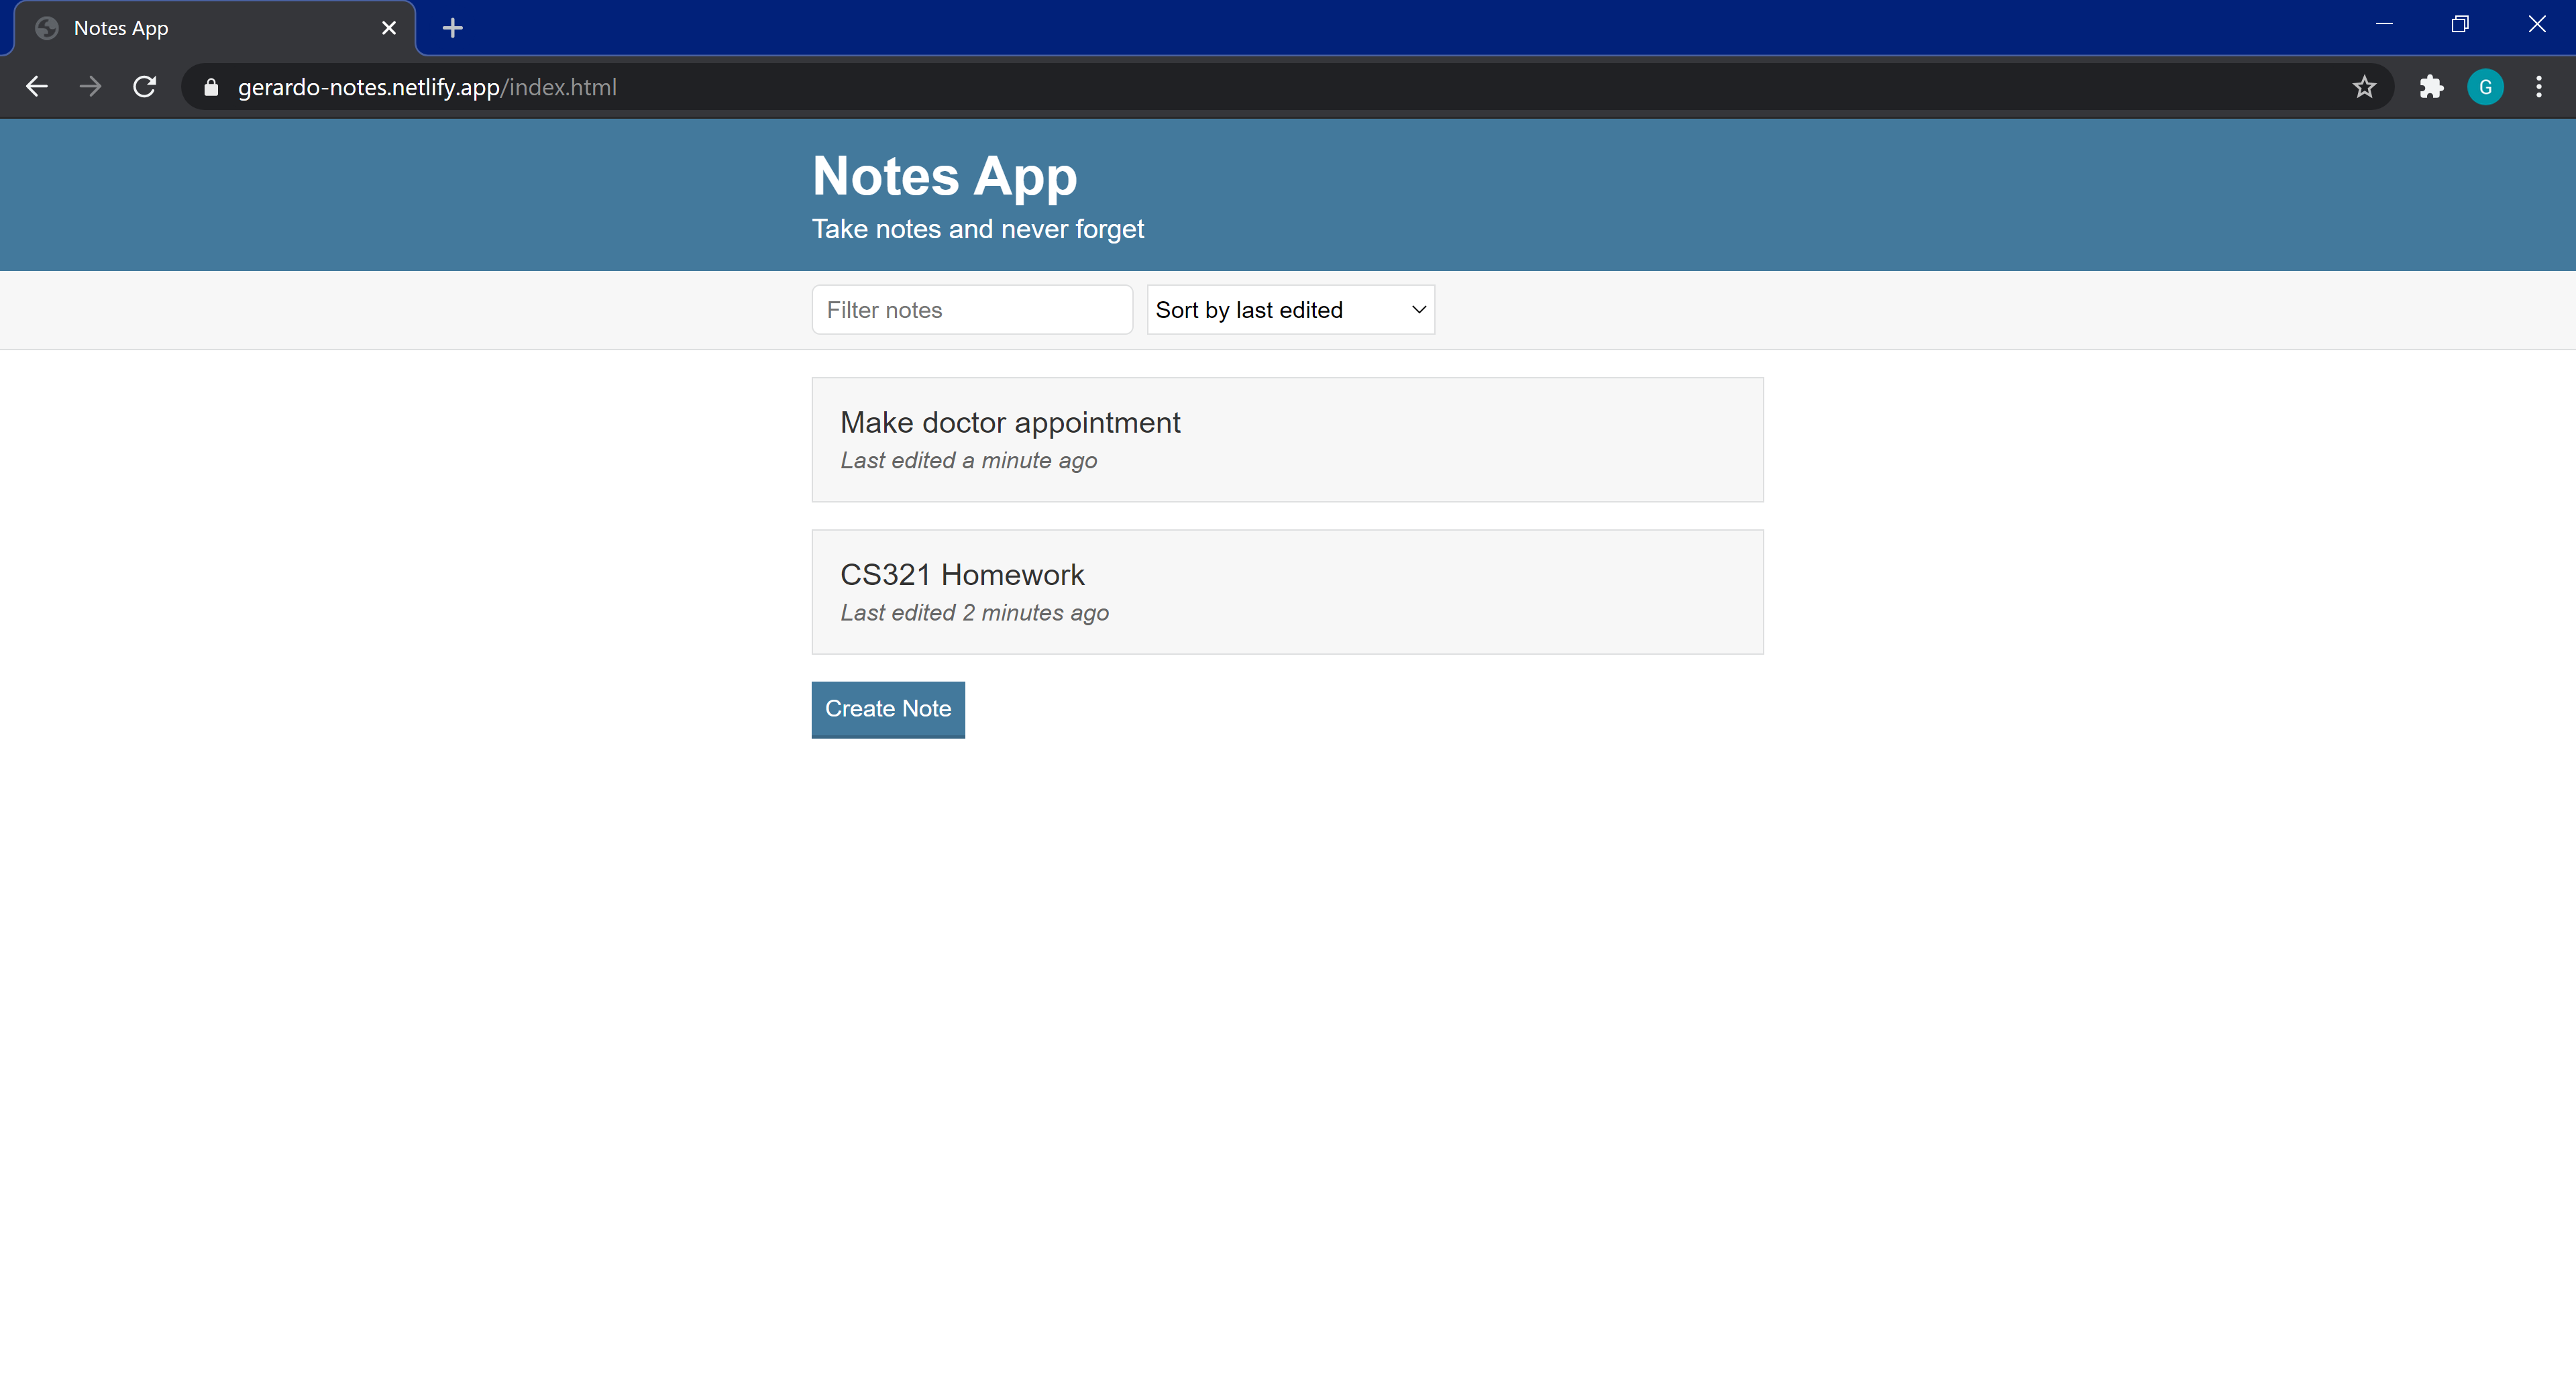 Notes App
gerardo-notes.netlify.app/index.html
G
Notes App
Take notes and never forget
Filter notes
Sort by last edited
Make doctor appointment
Last edited a minute ago
CS321 Homework
Last edited 2 minutes ago
Create Note